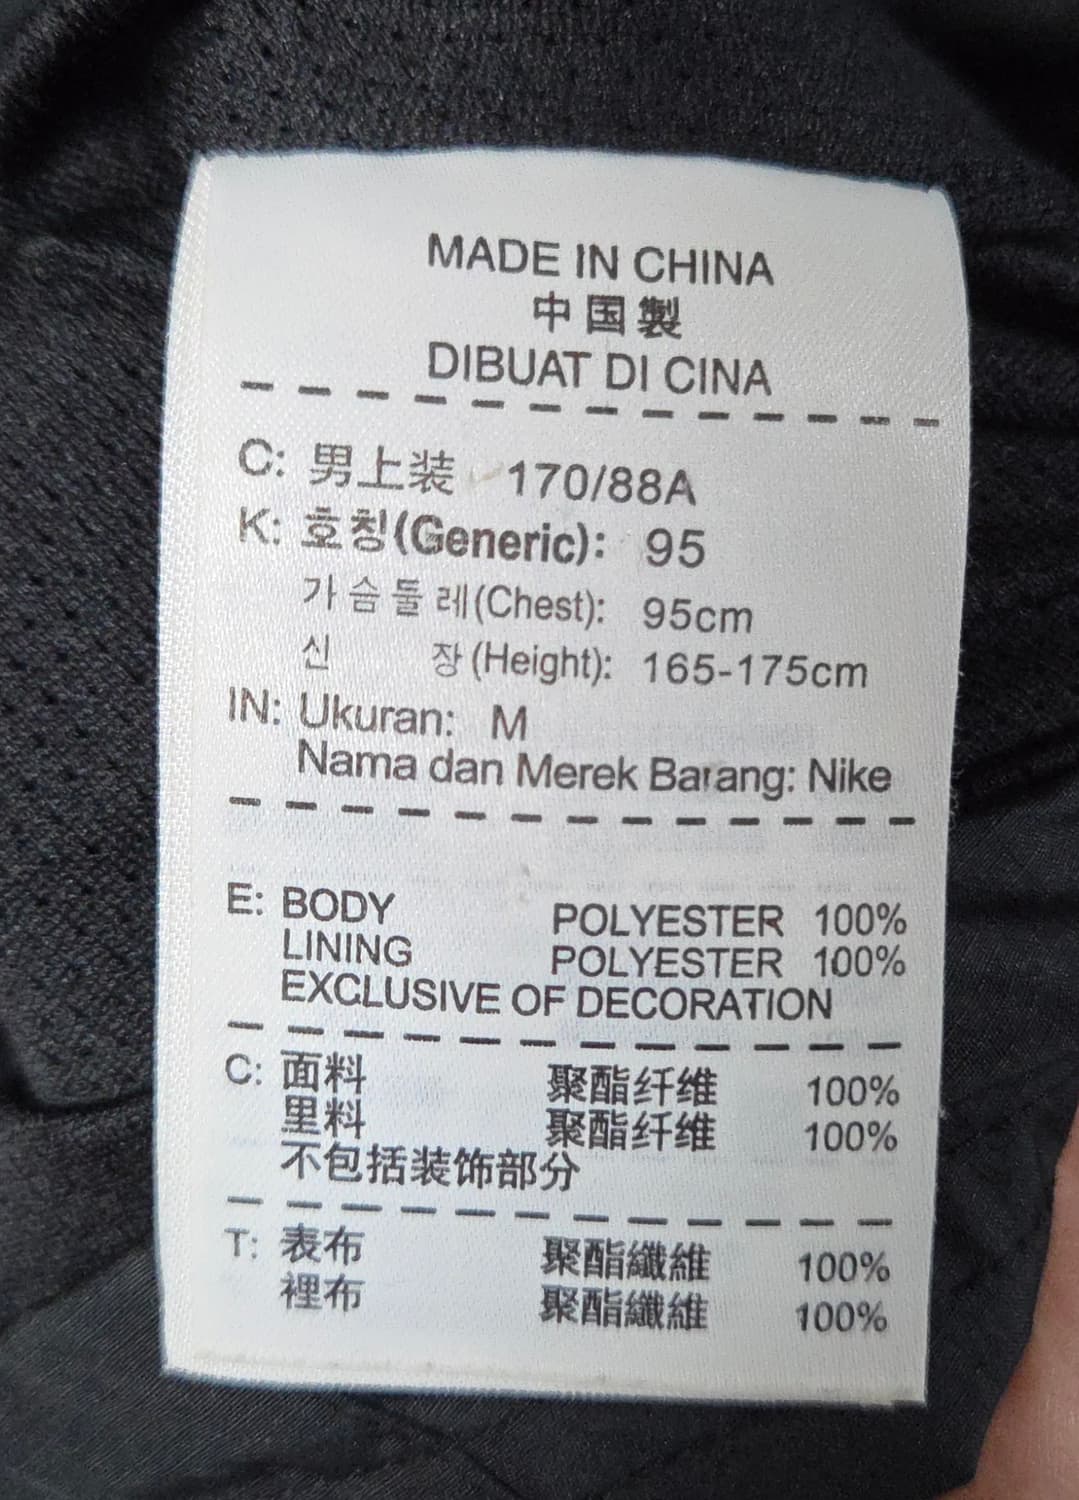 MADE IN CHINA
中国製
DIBUAT DI CINA
C: 男上装 170/88A
K: 호칭(Generic): 95
가슴둘레(Chest): 95cm
신 장(Height): 165-175cm
IN: Ukuran: M
Nama dan Merek Barang: Nike
E: BODY POLYESTER 100%
LINING POLYESTER 100%
EXCLUSIVE OF DECORATION
C: 面料 聚酯纤维 100%
里料 聚酯纤维 100%
不包括装饰部分
T: 表布 聚酯纖維 100%
裡布 聚酯纖維 100%